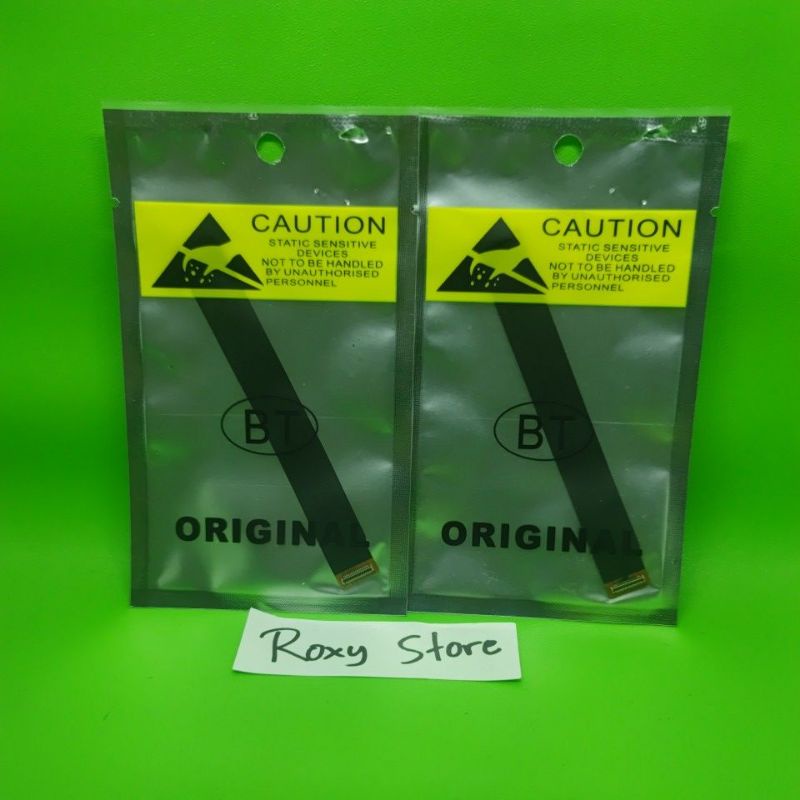 CAUTION
STATIC SENSITIVE
DEVICES
NOT TO BE HANDLED
BY UNAUTHORISED
PERSONNEL
BT
ORIGINAL
CAUTION
STATIC SENSITIVE
DEVICES
NOT TO BE HANDLED
BY UNAUTHORISED
PERSONNEL
BT
ORIGINAL
Roxy Store